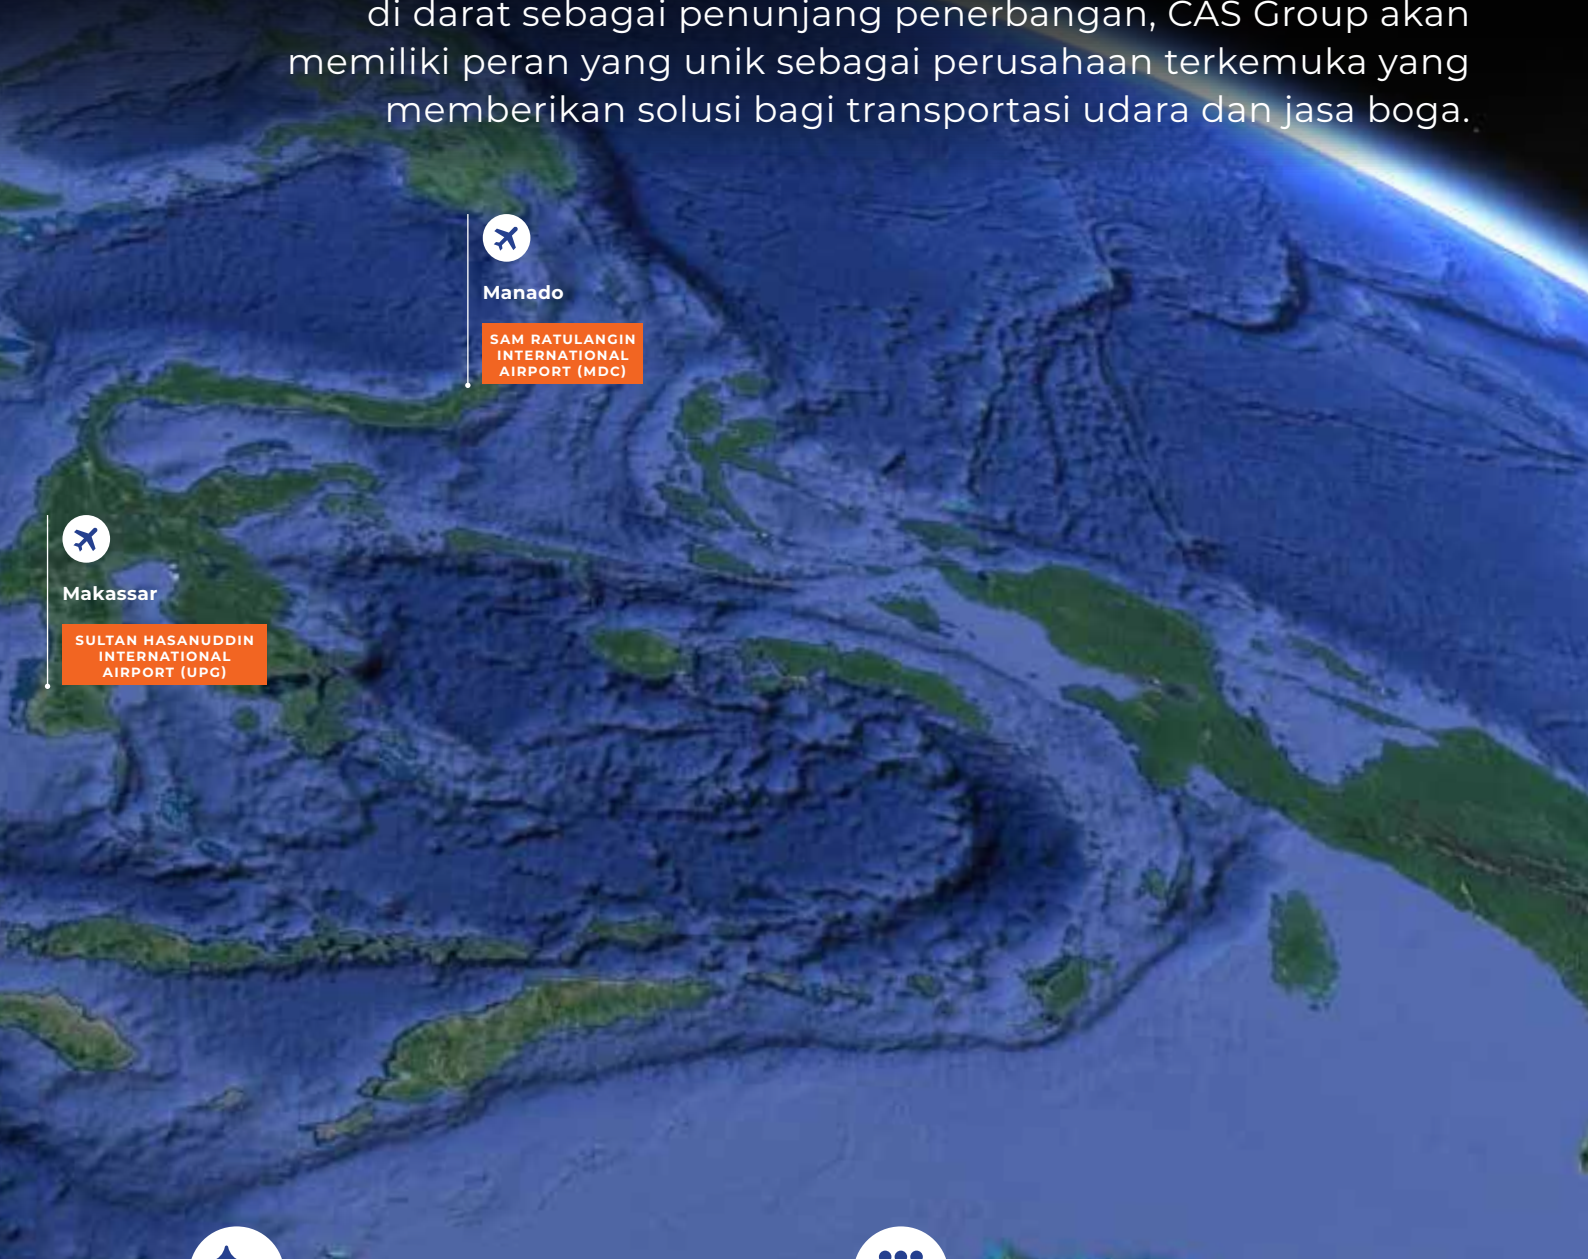 di darat sebagai penunjang penerbangan, CAS Group akan
memiliki peran yang unik sebagai perusahaan terkemuka yang
memberikan solusi bagi transportasi udara dan jasa boga.
Manado
SAM RATULANGIN
INTERNATIONAL
AIRPORT (MDC)
Makassar
SULTAN HASANUDDIN
INTERNATIONAL
AIRPORT (UPG)